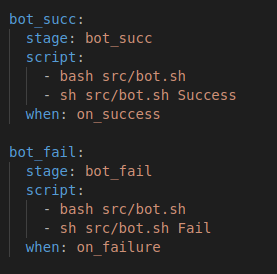 bot_succ:
  stage: bot_succ
  script:
    - bash src/bot.sh
    - sh src/bot.sh Success
  when: on_success

bot_fail:
  stage: bot_fail
  script:
    - bash src/bot.sh
    - sh src/bot.sh Fail
  when: on_failure